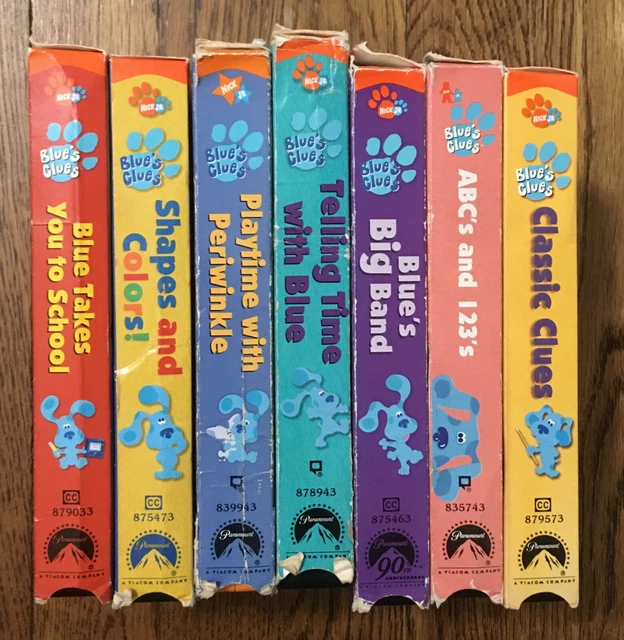 NICK JR
Blue's
Clues
Blue Takes
You to School
CC
879033
Paramount
A VIACOM COMPANY
NICK JR
Blue's
Clues
Shapes and
Colors!
CC
875473
Paramount
A VIACOM COMPANY
NICK JR
Blue's
Clues
Playtime with
Periwinkle
839943
Paramount
A VIACOM COMPANY
NICK JR
Blue's
Clues
Telling Time
with Blue
878943
Paramount
NICK JR
Blue's
Clues
Blue's
Big Band
CC
875463
Paramount
90TH
ANNIVERSARY
Blue's
Clues
ABC's and 123's
835743
Paramount
A VIACOM COMPANY
NICK JR
Blue's
Clues
Classic Clues
CC
879573
Paramount
A VIACOM COMPANY